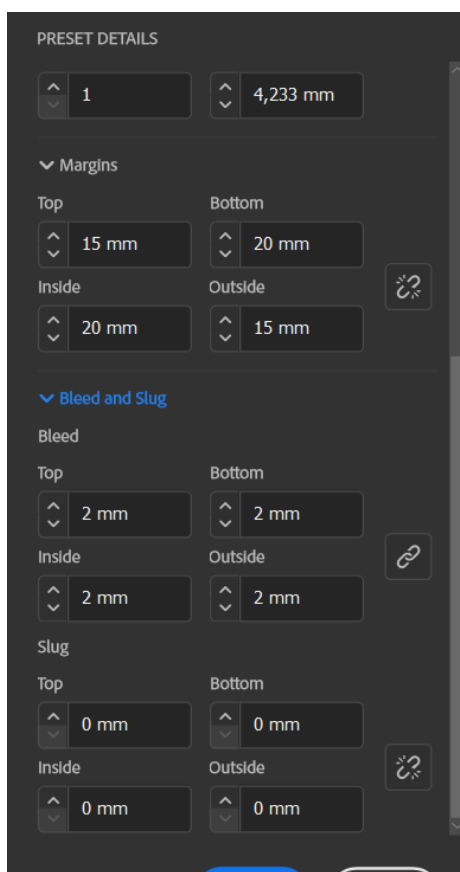 PRESET DETAILS
1 4,233 mm
Margins
Top Bottom
15 mm 20 mm
Inside Outside
20 mm 15 mm
Bleed and Slug
Bleed
Top Bottom
2 mm 2 mm
Inside Outside
2 mm 2 mm
Slug
Top Bottom
0 mm 0 mm
Inside Outside
0 mm 0 mm